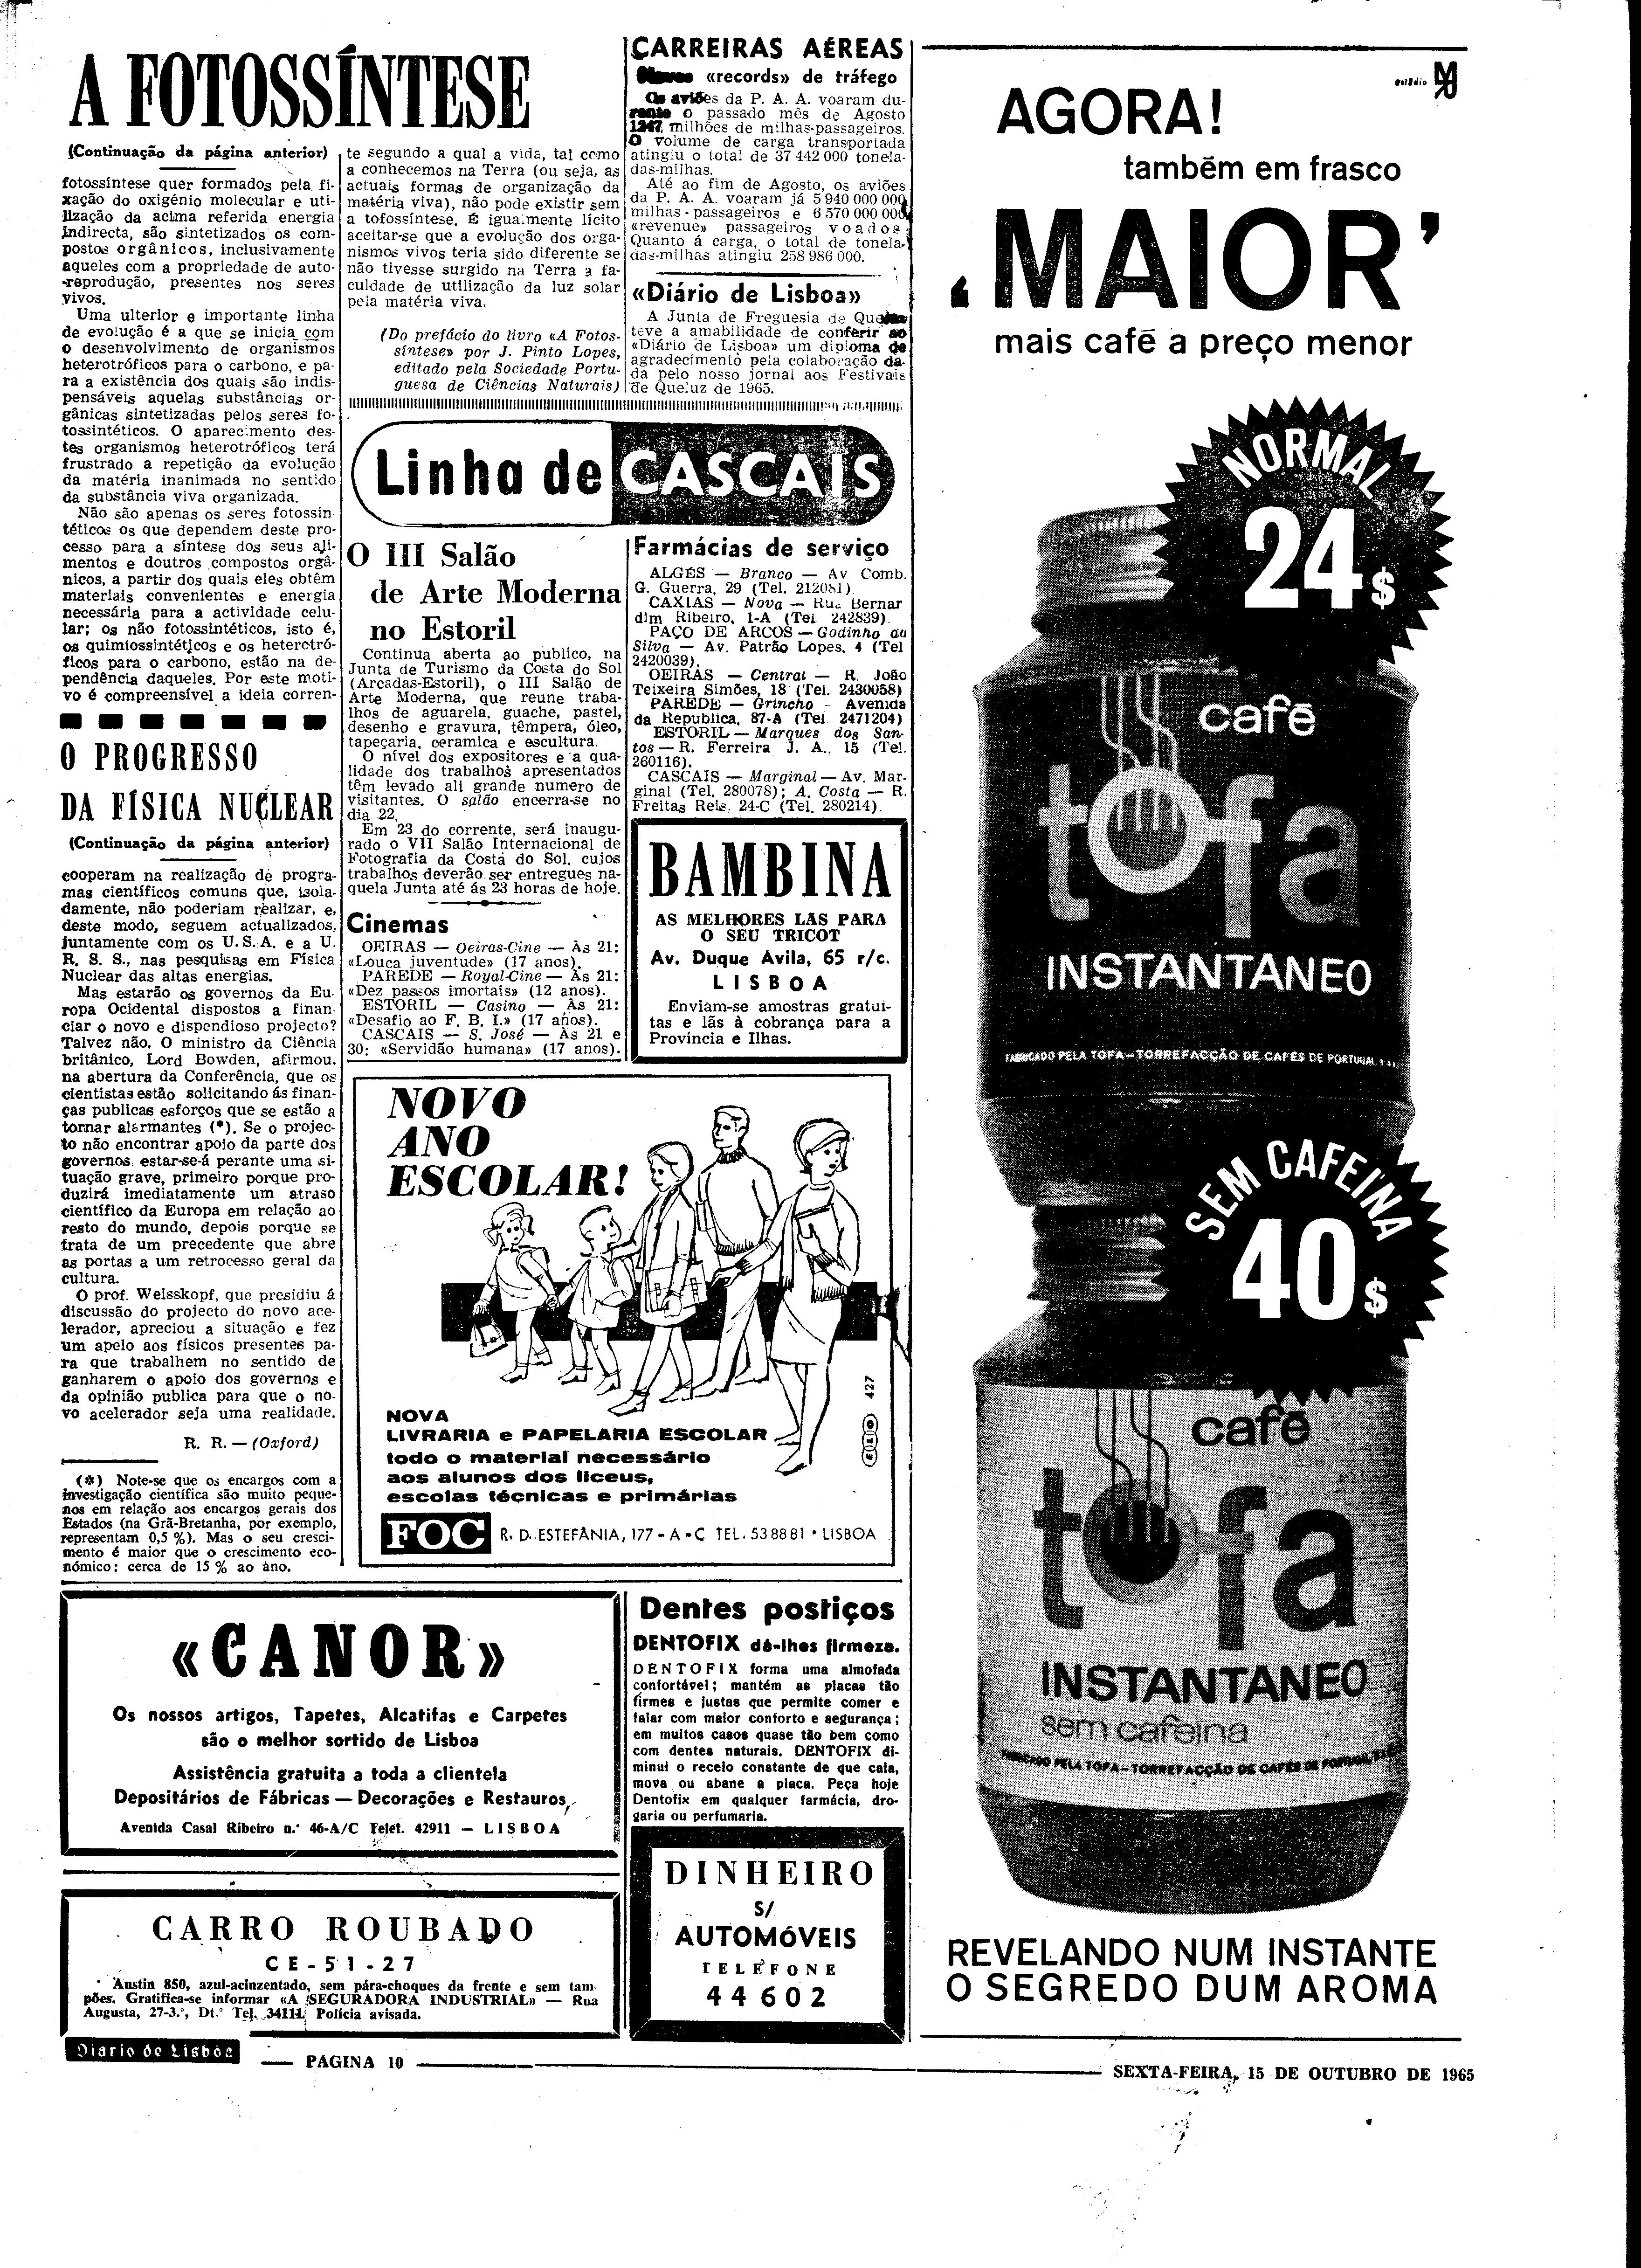 A FOTOSSÍNTESE
(Continuação da página anterior)
fotossíntese quer formados pela fi-
xação do oxigénio molecular e uti-
lização da acima referida energia
indirecta, são sintetizados os com-
postos orgânicos, inclusivamente
aqueles com a propriedade de auto-
-reprodução, presentes nos seres
vivos.
Uma ulterior e importante linha
de evolução é a que se inicia com
o desenvolvimento de organismos
heterotróficos para o carbono, e pa-
ra a existência dos quais são indis-
pensáveis aquelas substâncias or-
gânicas sintetizadas pelos seres fo-
tossintéticos. O aparecimento des-
tes organismos heterotróficos terá
frustrado a repetição da evolução
da matéria inanimada no sentido
da substância viva organizada.
Não são apenas os seres fotossin-
téticos os que dependem deste pro-
cesso para a síntese dos seus ali-
mentos e doutros compostos orgâ-
nicos, a partir dos quais eles obtêm
materiais convenientes e energia
necessária para a actividade celu-
lar; os não fotossintéticos, isto é,
os quimiossintéticos e os heterotró-
ficos para o carbono, estão na de-
pendência daqueles. Por este moti-
vo é compreensível a ideia corren-
te segundo a qual a vida, tal como
a conhecemos na Terra (ou seja, as
actuais formas de organização da
matéria viva), não pode existir sem
a tofossíntese. É igualmente lícito
aceitar-se que a evolução dos orga-
nismos vivos teria sido diferente se
não tivesse surgido na Terra a fa-
culdade de utilização da luz solar
pela matéria viva.
(Do prefácio do livro «A Fotos-
síntese» por J. Pinto Lopes,
editado pela Sociedade Portu-
guesa de Ciências Naturais)
O PROGRESSO
DA FÍSICA NUCLEAR
(Continuação da página anterior)
cooperam na realização de progra-
mas científicos comuns que, isola-
damente, não poderiam realizar, e,
deste modo, seguem actualizados,
juntamente com os U. S. A. e a U.
R. S. S., nas pesquisas em Física
Nuclear das altas energias.
Mas estarão os governos da Eu-
ropa Ocidental dispostos a finan-
ciar o novo e dispendioso projecto?
Talvez não. O ministro da Ciência
britânico, Lord Bowden, afirmou,
na abertura da Conferência, que os
cientistas estão solicitando ás finan-
ças publicas esforços que se estão a
tornar alarmantes (*). Se o projec-
to não encontrar apoio da parte dos
governos. estar-se-á perante uma si-
tuação grave, primeiro porque pro-
duzirá imediatamente um atraso
científico da Europa em relação ao
resto do mundo, depois porque se
trata de um precedente que abre
as portas a um retrocesso geral da
cultura.
O prof. Weisskopf, que presidiu á
discussão do projecto do novo ace-
lerador, apreciou a situação e fez
um apelo aos físicos presentes pa-
ra que trabalhem no sentido de
ganharem o apoio dos governos e
da opinião publica para que o no-
vo acelerador seja uma realidade.
R. R. — (Oxford)
(*) Note-se que os encargos com a
investigação científica são muito peque-
nos em relação aos encargos gerais dos
Estados (na Grã-Bretanha, por exemplo,
representam 0,5 %). Mas o seu cresci-
mento é maior que o crescimento eco-
nómico: cerca de 15 % ao ano.
CARREIRAS AÉREAS
«records» de tráfego
Os aviões da P. A. A. voaram du-
rante o passado mês de Agosto
1247 milhões de milhas-passageiros.
O volume de carga transportada
atingiu o total de 37 442 000 tonela-
das-milhas.
Até ao fim de Agosto, os aviões
da P. A. A. voaram já 5 940 000 000
milhas - passageiros e 6 570 000 000
«revenue» passageiros voados
Quanto á carga, o total de tonela-
das-milhas atingiu 258 986 000.
«Diário de Lisboa»
A Junta de Freguesia de
teve a amabilidade de conferir ao
«Diário de Lisboa» um diploma de
agradecimento pela colaboração da-
da pelo nosso jornal aos Festivais
de Queluz de 1965.
Linha de CASCAIS
O III Salão
de Arte Moderna
no Estoril
Continua aberta ao publico, na
Junta de Turismo da Costa do Sol
(Arcadas-Estoril), o III Salão de
Arte Moderna, que reune traba-
lhos de aguarela, guache, pastel,
desenho e gravura, têmpera, óleo,
tapeçaria, ceramica e escultura.
O nível dos expositores e a qua-
lidade dos trabalhos apresentados
têm levado ali grande numero de
visitantes. O salão encerra-se no
dia 22.
Em 23 do corrente, será inaugu-
rado o VII Salão Internacional de
Fotografia da Costa do Sol, cujos
trabalhos deverão ser entregues na-
quela Junta até ás 23 horas de hoje.
Cinemas
OEIRAS — Oeiras-Cine — Às 21:
«Louca juventude» (17 anos).
PAREDE — Royal-Cine — Às 21:
«Dez passos imortais» (12 anos).
ESTORIL — Casino — Às 21:
«Desafio ao F. B. I.» (17 anos).
CASCAIS — S. José — Às 21 e
30: «Servidão humana» (17 anos).
Farmácias de serviço
ALGÉS — Branco — Av Comb.
G. Guerra, 29 (Tel. 212081).
CAXIAS — Nova — Rua Bernar
dim Ribeiro, 1-A (Tel 242839)
PAÇO DE ARCOS — Godinho da
Silva — Av. Patrão Lopes, 4 (Tel
2420039).
OEIRAS — Central — R. João
Teixeira Simões, 18 (Tel. 2430058)
PAREDE — Grincho - Avenida
da Republica, 87-A (Tel 2471204)
ESTORIL — Marques dos San-
tos — R. Ferreira J. A., 15 (Tel.
260116).
CASCAIS — Marginal — Av. Mar-
ginal (Tel. 280078); A. Costa — R.
Freitas Reis. 24-C (Tel. 280214).
BAMBINA
AS MELHORES LAS PARA
O SEU TRICOT
Av. Duque Avila, 65 r/c.
LISBOA
Enviam-se amostras gratui-
tas e lãs à cobrança para a
Província e Ilhas.
NOVO
ANO
ESCOLAR!
ELO 427
NOVA
LIVRARIA e PAPELARIA ESCOLAR
todo o material necessário
aos alunos dos liceus,
escolas técnicas e primárias
FOC R. D. ESTEFÂNIA, 177 - A - C TEL. 538881 • LISBOA
«CANOR»
Os nossos artigos, Tapetes, Alcatifas e Carpetes
são o melhor sortido de Lisboa
Assistência gratuita a toda a clientela
Depositários de Fábricas — Decorações e Restauros,
Avenida Casal Ribeiro n.º 46-A/C Telef. 42911 — LISBOA
CARRO ROUBADO
CE-51-27
Austin 850, azul-acinzentado, sem pára-choques da frente e sem tam-
pões. Gratifica-se informar «A SEGURADORA INDUSTRIAL» — Rua
Augusta, 27-3.º, Dt.º Tel. 34111 Polícia avisada.
Dentes postiços
DENTOFIX dá-lhes firmeza.
DENTOFIX forma uma almofada
confortável; mantém as placas tão
firmes e justas que permite comer e
falar com maior conforto e segurança;
em muitos casos quase tão bem como
com dentes naturais. DENTOFIX di-
minui o receio constante de que caia,
mova ou abane a placa. Peça hoje
Dentofix em qualquer farmácia, dro-
garia ou perfumaria.
DINHEIRO
S/
AUTOMÓVEIS
TELEFONE
44602
AGORA!
também em frasco
'MAIOR'
mais café a preço menor
NORMAL
24$
café
tofa
INSTANTANEO
FABRICADO PELA TOFA—TORREFACÇÃO DE CAFÉS DE PORTUGAL
SEM CAFEINA
40$
café
tofa
INSTANTANEO
sem cafeina
FABRICADO PELA TOFA—TORREFACÇÃO DE CAFÉS DE PORTUGAL
REVELANDO NUM INSTANTE
O SEGREDO DUM AROMA
Diario de Lisboa
PÁGINA 10
SEXTA-FEIRA, 15 DE OUTUBRO DE 1965